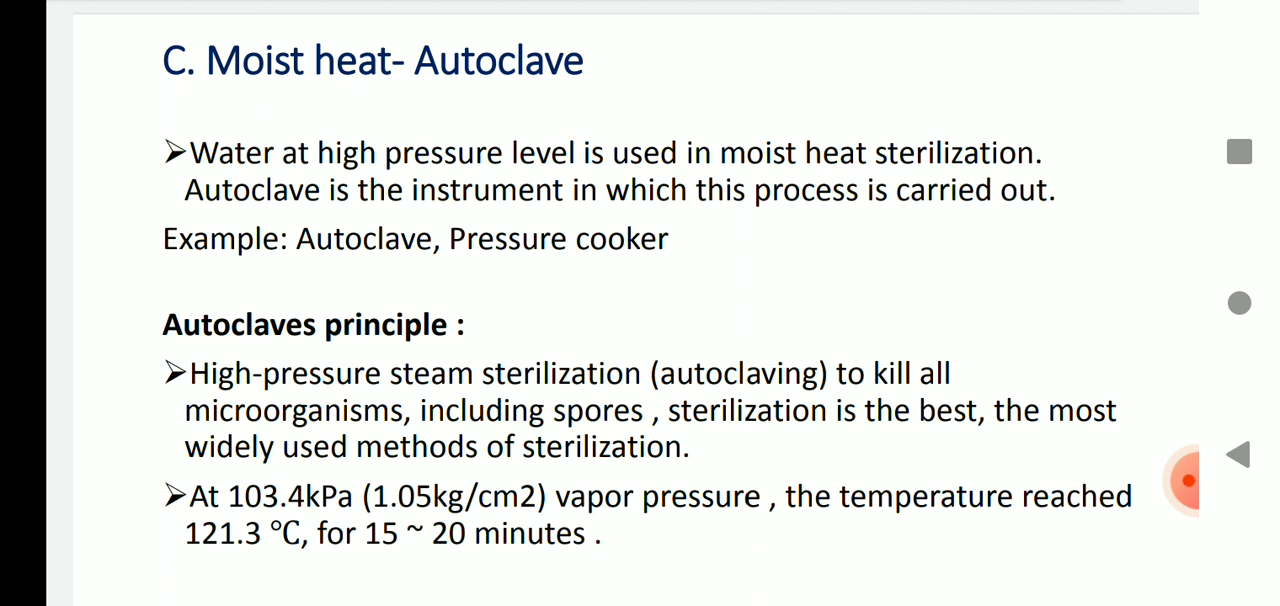 C. Moist heat- Autoclave
➢Water at high pressure level is used in moist heat sterilization.
Autoclave is the instrument in which this process is carried out.
Example: Autoclave, Pressure cooker
Autoclaves principle :
➢High-pressure steam sterilization (autoclaving) to kill all
microorganisms, including spores , sterilization is the best, the most
widely used methods of sterilization.
➢At 103.4kPa (1.05kg/cm2) vapor pressure , the temperature reached
121.3 ℃, for 15 ~ 20 minutes .